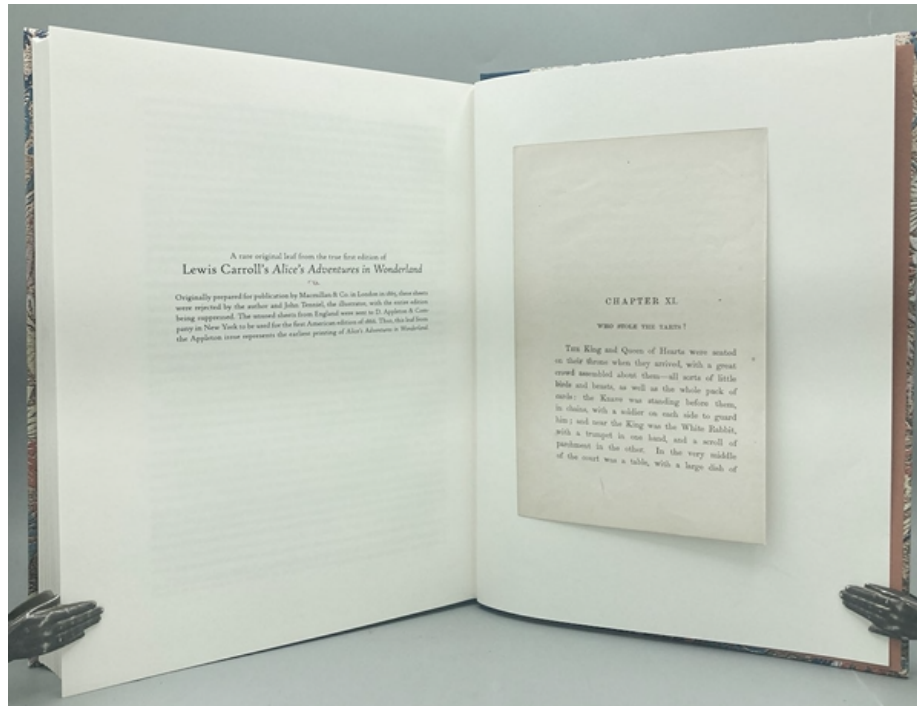 A rare original leaf from the true first edition of
Lewis Carroll's Alice's Adventures in Wonderland
Originally prepared for publication by Macmillan & Co. in London in 1865, these sheets
were rejected by the author and John Tenniel, the illustrator, with the entire edition
being suppressed. The unused sheets from England were sent to D. Appleton & Com-
pany in New York to be used for the first American edition of 1866. Thus, this leaf from
the Appleton issue represents the earliest printing of Alice's Adventures in Wonderland.
CHAPTER XI.
WHO STOLE THE TARTS?
THE King and Queen of Hearts were seated
on their throne when they arrived, with a great
crowd assembled about them—all sorts of little
birds and beasts, as well as the whole pack of
cards: the Knave was standing before them,
in chains, with a soldier on each side to guard
him; and near the King was the White Rabbit,
with a trumpet in one hand, and a scroll of
parchment in the other. In the very middle
of the court was a table, with a large dish of